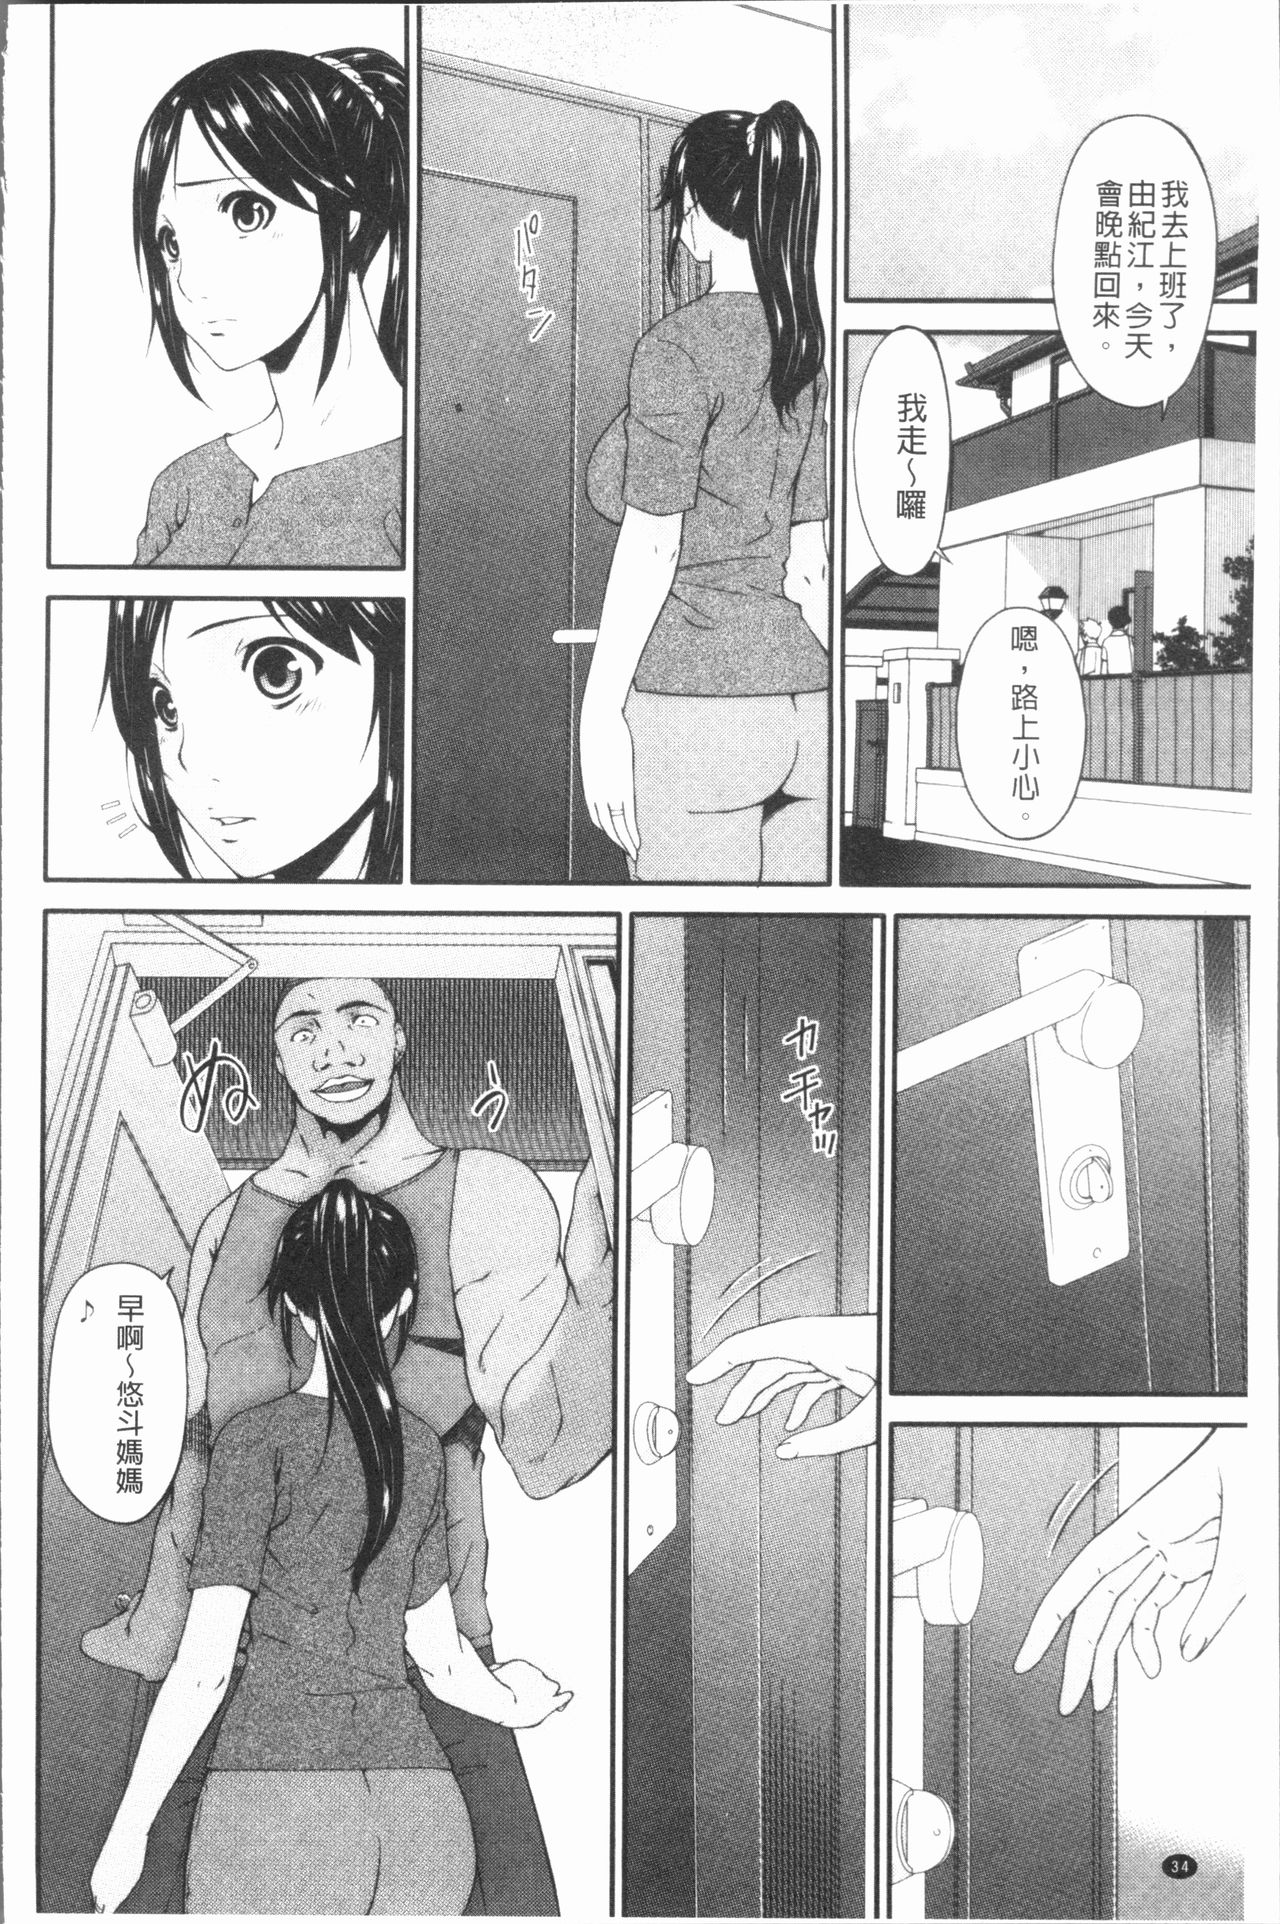 我去上班了，
由紀江，今天
會晚點回來。
我走～囉
嗯，路上小心。
パタン
カチャッ
ぬぅ
早啊～悠斗媽媽
♪
34